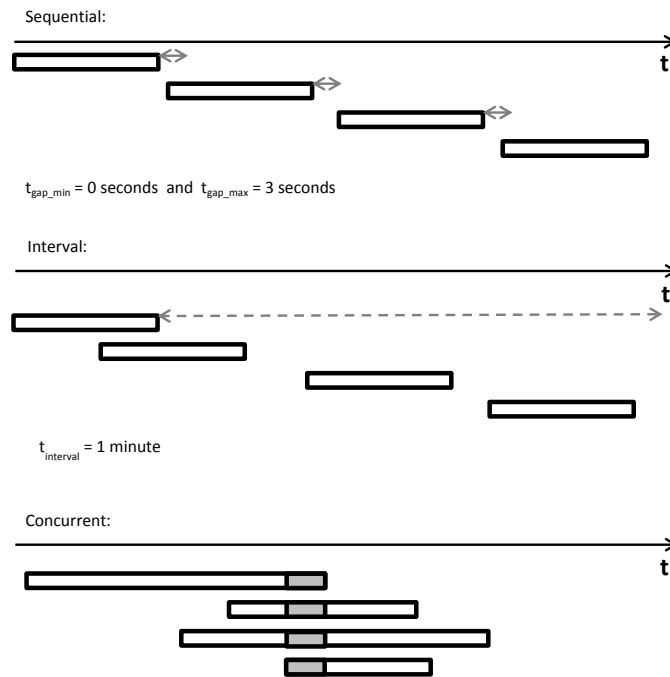 Sequential:
t
t_gap_min = 0 seconds and t_gap_max = 3 seconds
Interval:
t
t_interval = 1 minute
Concurrent:
t